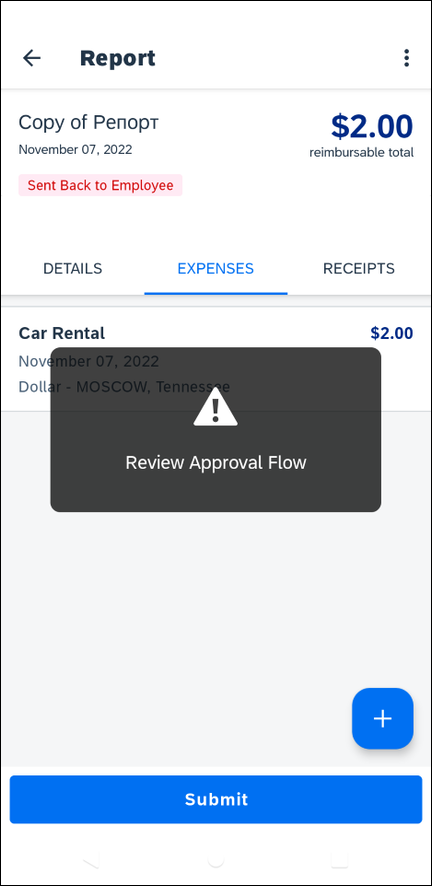 Report
Copy of Репорт
$2.00
November 07, 2022
reimbursable total
Sent Back to Employee
DETAILS
EXPENSES
RECEIPTS
Car Rental
$2.00
November 07, 2022
Dollar - MOSCOW, Tennessee
Review Approval Flow
Submit